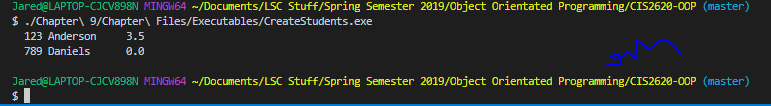 Jared@LAPTOP-CJCV898N MINGW64 ~/Documents/LSC Stuff/Spring Semester 2019/Object Orientated Programming/CIS2620-OOP (master)
$ ./Chapter\ 9/Chapter\ Files/Executables/CreateStudents.exe
123 Anderson 3.5
789 Daniels 0.0
Jared@LAPTOP-CJCV898N MINGW64 ~/Documents/LSC Stuff/Spring Semester 2019/Object Orientated Programming/CIS2620-OOP (master)
$